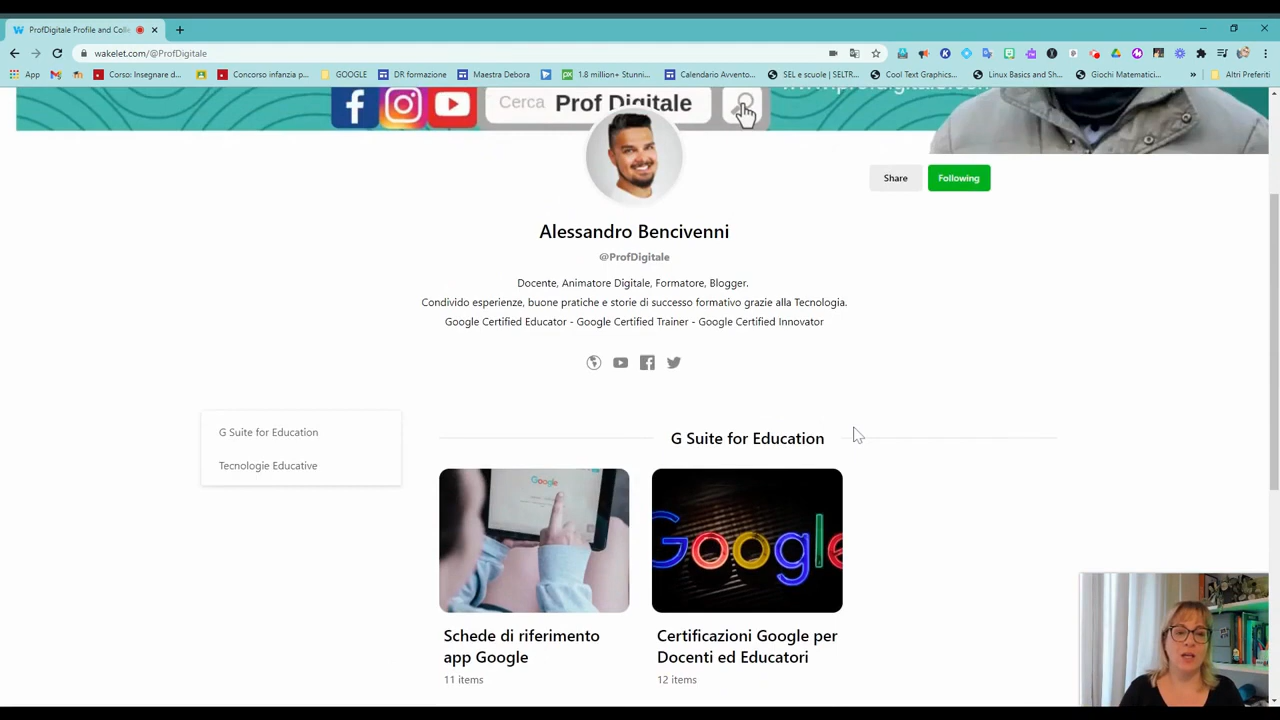 ProfDigitale Profile and Colle
wakelet.com/@ProfDigitale
App
Corso: Insegnare d...
Concorso infanzia p...
GOOGLE
DR formazione
Maestra Debora
1.8 million+ Stunni...
Calendario Avvento...
SEL e scuole | SELTR...
Cool Text Graphics...
Linux Basics and Sh...
Giochi Matematici...
»
Altri Preferiti
Cerca Prof Digitale
Share
Following
Alessandro Bencivenni
@ProfDigitale
Docente, Animatore Digitale, Formatore, Blogger.
Condivido esperienze, buone pratiche e storie di successo formativo grazie alla Tecnologia.
Google Certified Educator - Google Certified Trainer - Google Certified Innovator
G Suite for Education
Tecnologie Educative
G Suite for Education
Google
Google
Schede di riferimento
app Google
11 items
Certificazioni Google per
Docenti ed Educatori
12 items